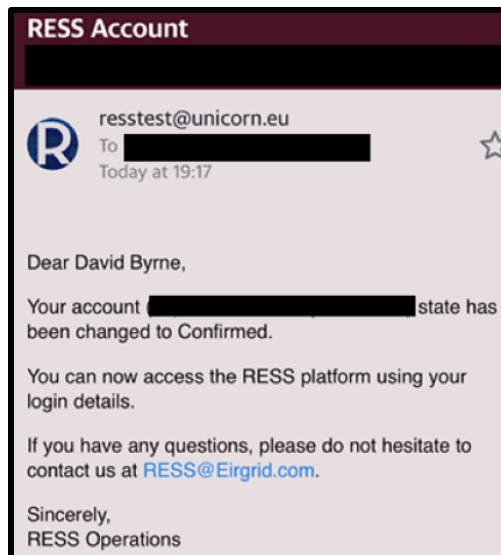 RESS Account
R
resstest@unicorn.eu
To
Today at 19:17
Dear David Byrne,
Your account ( state has
been changed to Confirmed.
You can now access the RESS platform using your
login details.
If you have any questions, please do not hesitate to
contact us at RESS@Eirgrid.com.
Sincerely,
RESS Operations